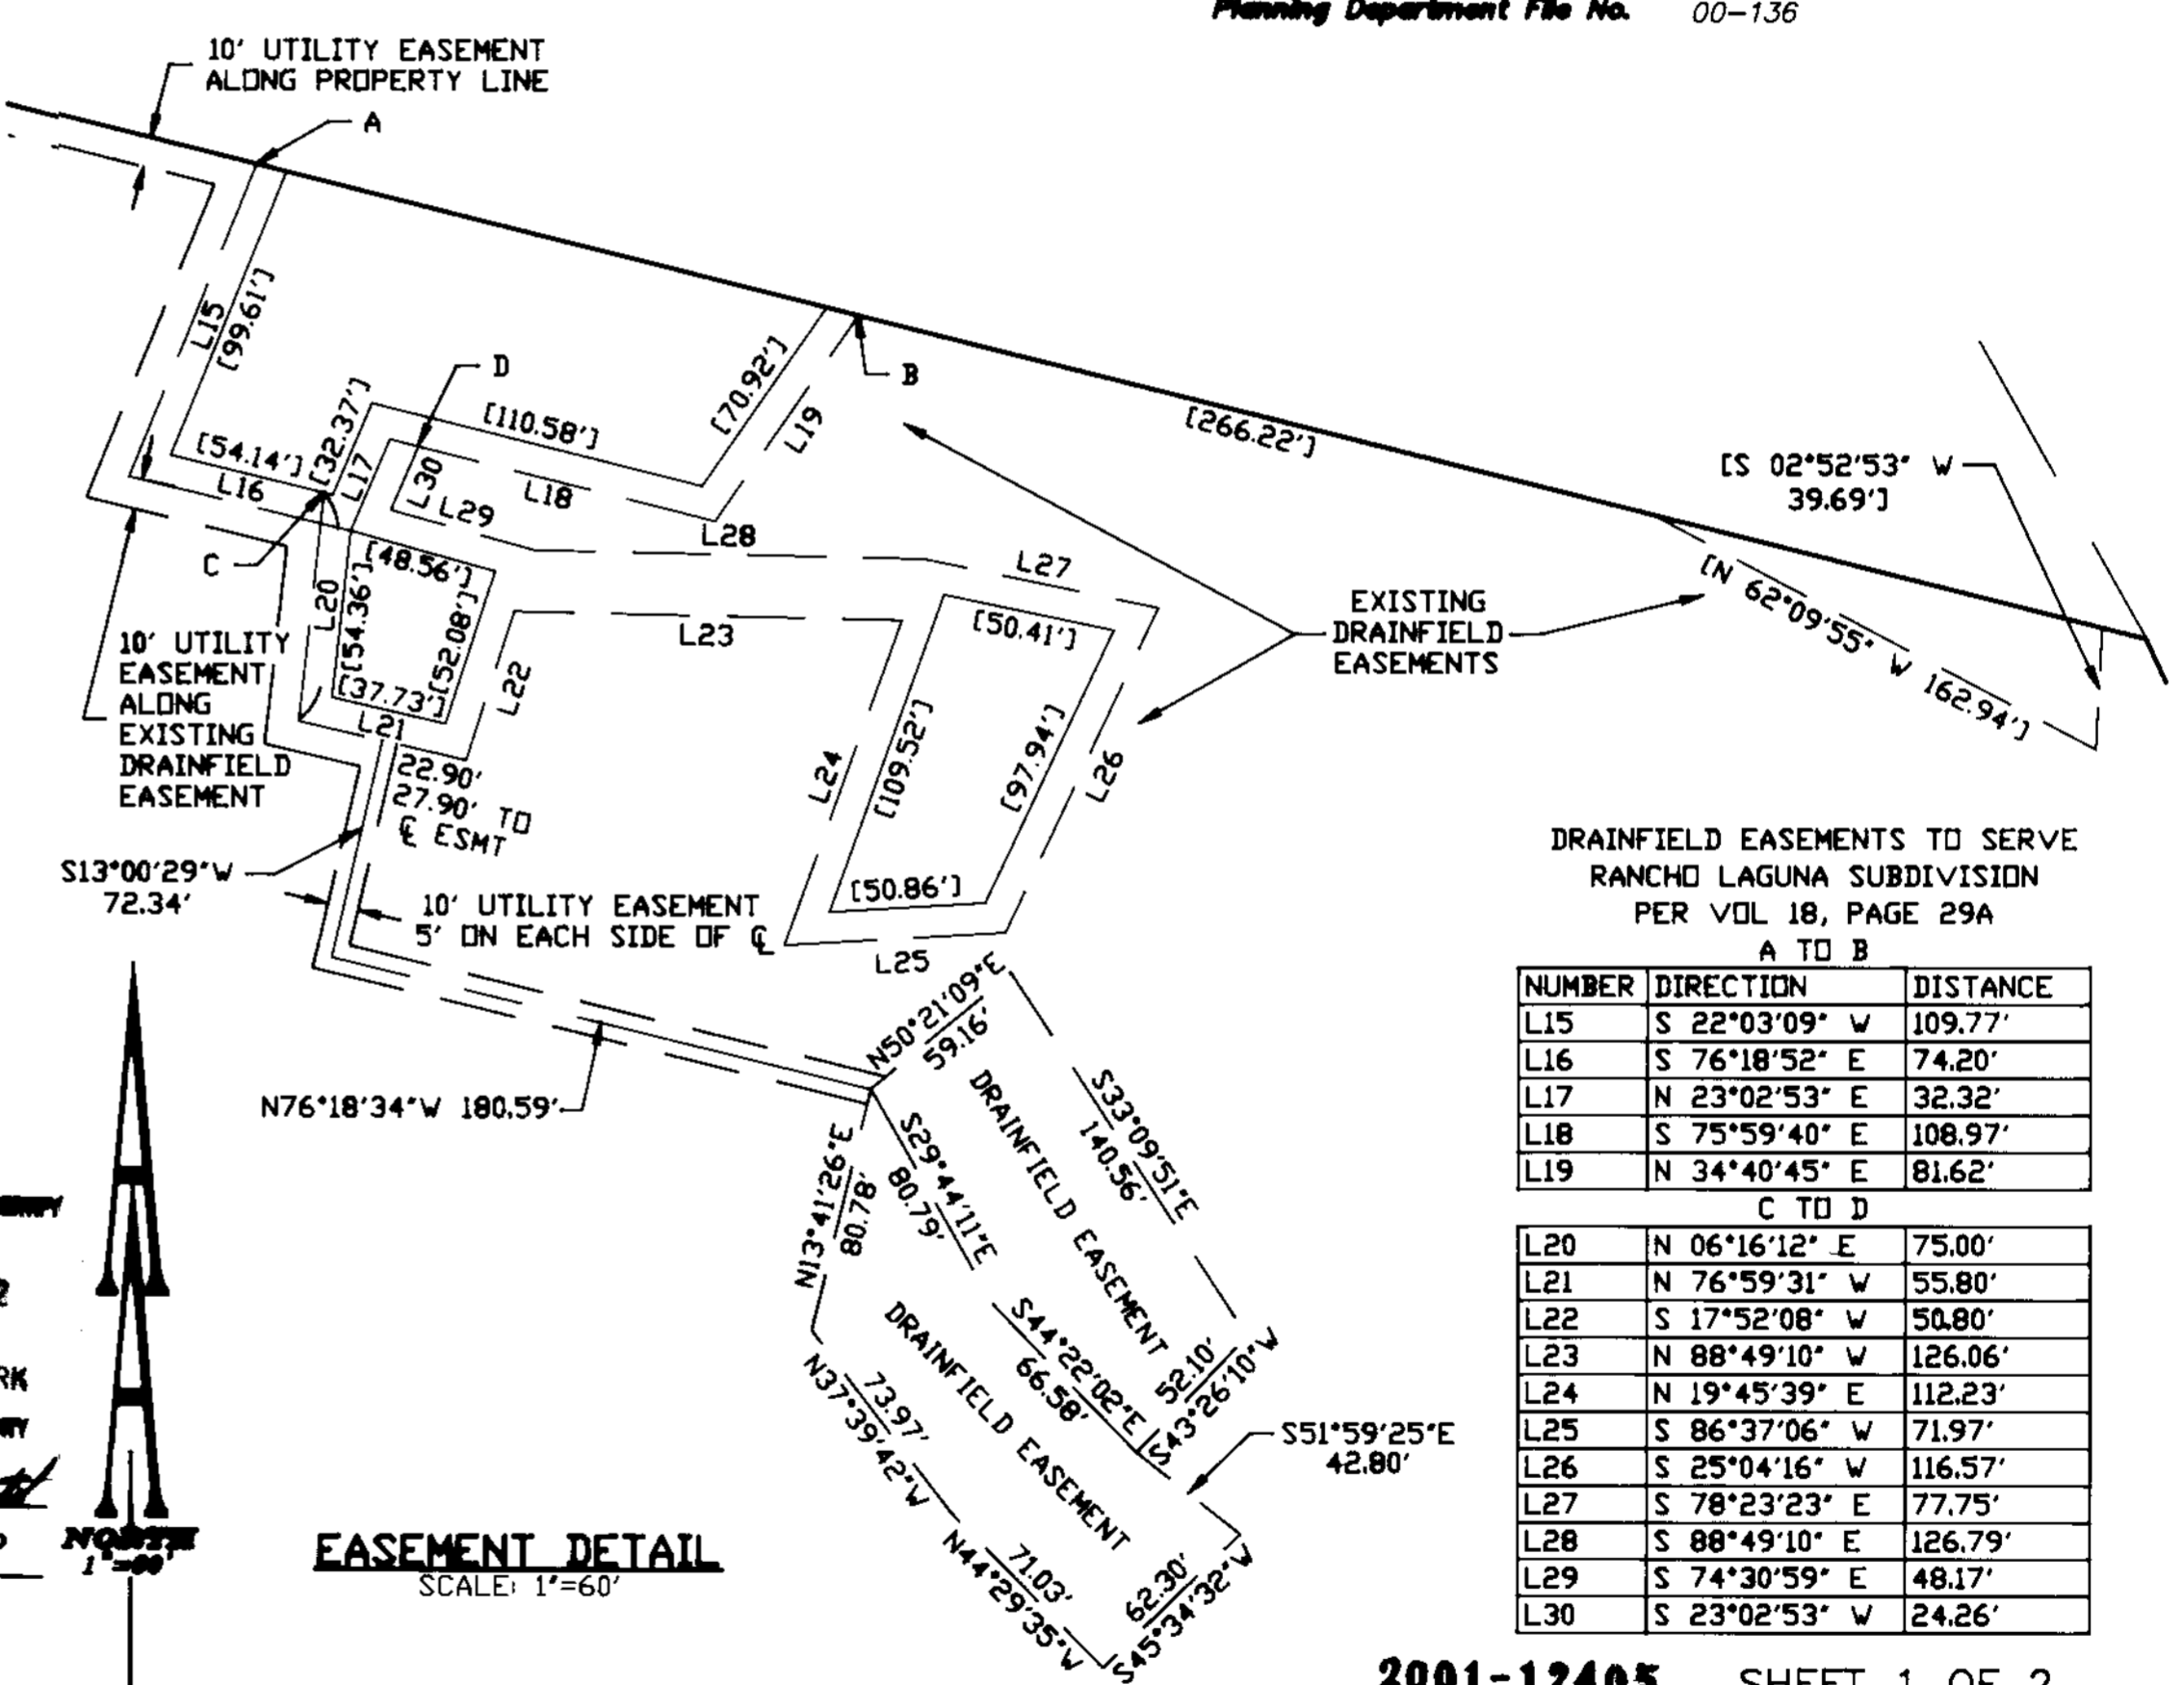 Planning Department File No. 00-136
10' UTILITY EASEMENT
ALONG PROPERTY LINE
A
L15
[99.61']
D
B
[70.92']
L19
[110.58']
[32.37']
[54.14']
L17
L16
L30
L29
L18
L28
[266.22']
[S 02°52'53" W
39.69']
C
[48.56']
L20
[54.36']
[52.08']
L27
[N 62°09'55" W 162.94']
EXISTING
DRAINFIELD
EASEMENTS
[50.41']
L23
L22
10' UTILITY
EASEMENT
ALONG
EXISTING
DRAINFIELD
EASEMENT
[37.73']
L21
22.90'
27.90' TO
℄ ESMT
L24
[109.52']
[97.94']
L26
S13°00'29"W
72.34'
[50.86']
10' UTILITY EASEMENT
5' ON EACH SIDE OF ℄
L25
N50°21'09"E
59.16'
N76°18'34"W 180.59'
S33°09'51"E
140.56'
DRAINFIELD EASEMENT
S29°44'11"E
80.79'
N13°41'26"E
80.78'
DRAINFIELD EASEMENT
S44°22'02"E
66.58'
52.10'
S43°26'10"W
N37°39'42"W
73.97'
S51°59'25"E
42.80'
N44°29'35"W
71.03'
62.30'
S45°34'32"W
DRAINFIELD EASEMENTS TO SERVE
RANCHO LAGUNA SUBDIVISION
PER VOL 18, PAGE 29A
A TO B
NUMBER DIRECTION DISTANCE
L15 S 22°03'09" W 109.77'
L16 S 76°18'52" E 74.20'
L17 N 23°02'53" E 32.32'
L18 S 75°59'40" E 108.97'
L19 N 34°40'45" E 81.62'
C TO D
L20 N 06°16'12" E 75.00'
L21 N 76°59'31" W 55.80'
L22 S 17°52'08" W 50.80'
L23 N 88°49'10" W 126.06'
L24 N 19°45'39" E 112.23'
L25 S 86°37'06" W 71.97'
L26 S 25°04'16" W 116.57'
L27 S 78°23'23" E 77.75'
L28 S 88°49'10" E 126.79'
L29 S 74°30'59" E 48.17'
L30 S 23°02'53" W 24.26'
NORTH
1"=60'
EASEMENT DETAIL
SCALE: 1"=60'
2001-12405 SHEET 1 OF 2